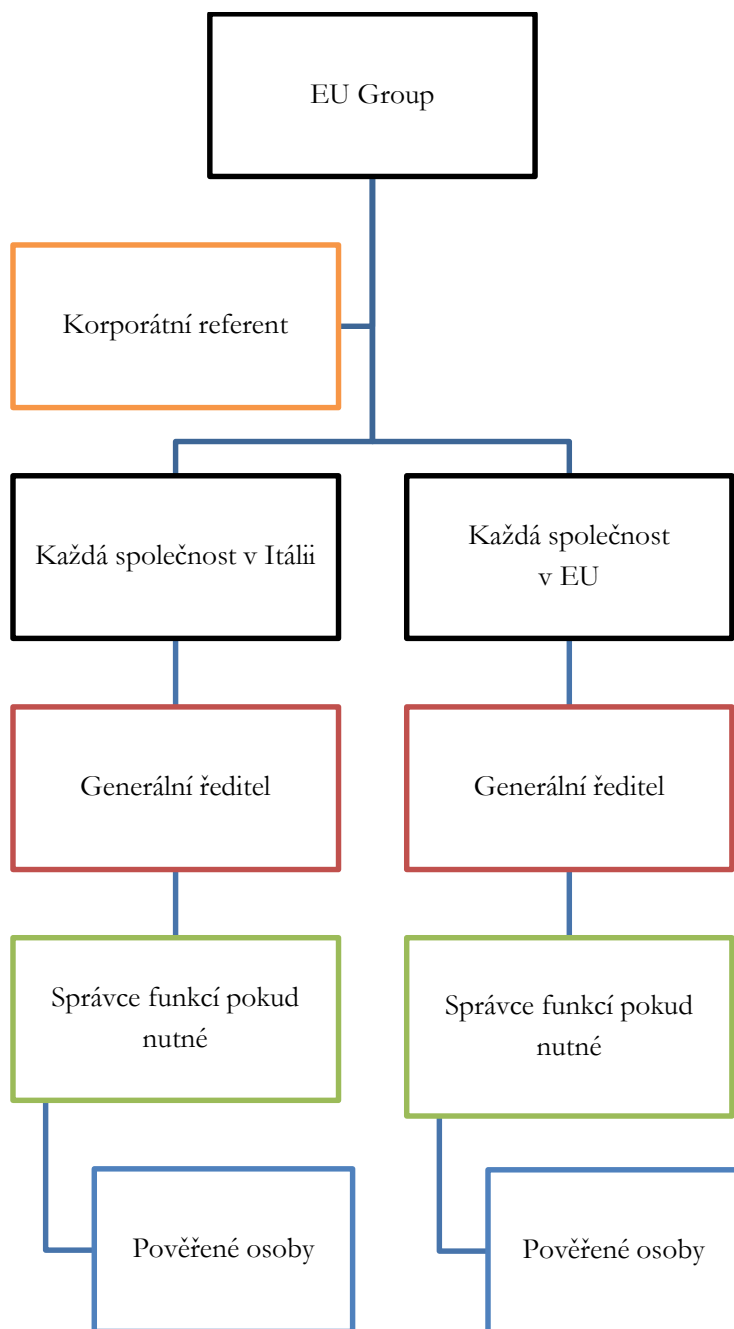 EU Group
Korporátní referent
Každá společnost v Itálii
Každá společnost
v EU
Generální ředitel
Generální ředitel
Správce funkcí pokud
nutné
Správce funkcí pokud
nutné
Pověřené osoby
Pověřené osoby